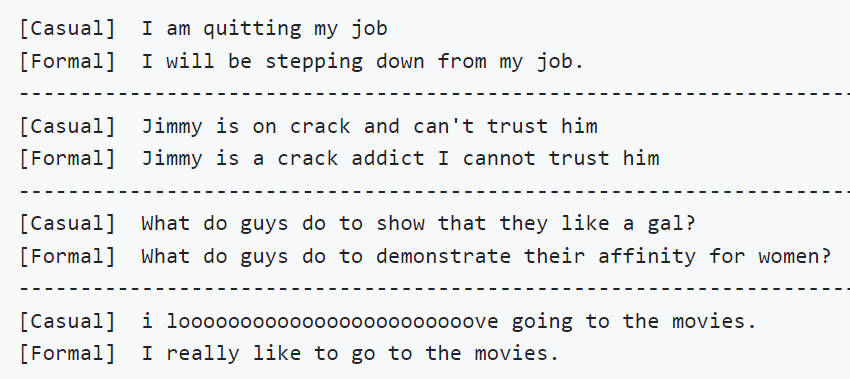 [Casual] I am quitting my job
[Formal] I will be stepping down from my job.
--------------------------------------------------------------------
[Casual] Jimmy is on crack and can't trust him
[Formal] Jimmy is a crack addict I cannot trust him
--------------------------------------------------------------------
[Casual] What do guys do to show that they like a gal?
[Formal] What do guys do to demonstrate their affinity for women?
--------------------------------------------------------------------
[Casual] i loooooooooooooooooooooooove going to the movies.
[Formal] I really like to go to the movies.